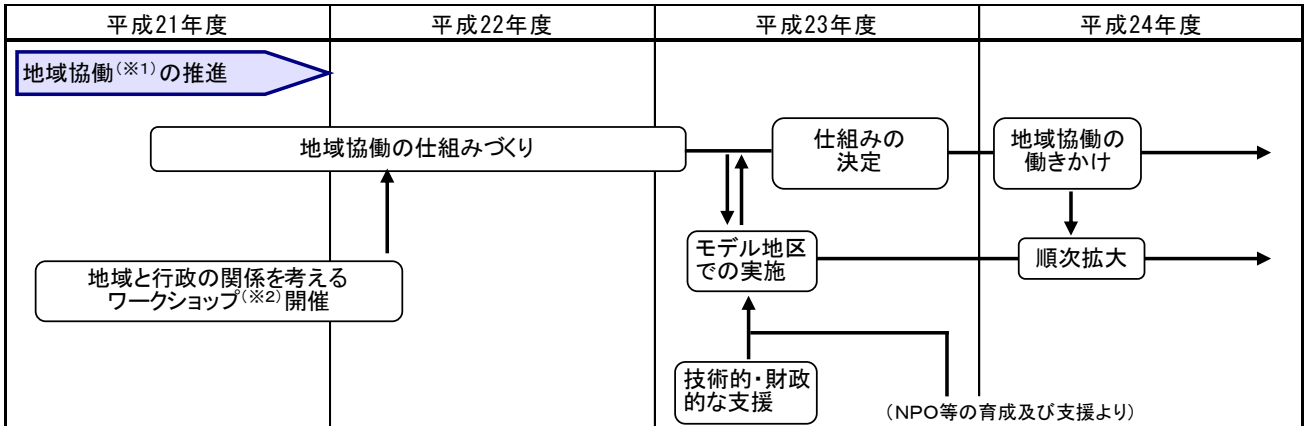 平成21年度
平成22年度
平成23年度
平成24年度
地域協働(※1)の推進
地域協働の仕組みづくり
仕組みの
決定
地域協働の
働きかけ
地域と行政の関係を考える
ワークショップ(※2)開催
モデル地区
での実施
順次拡大
技術的・財政
的な支援
(NPO等の育成及び支援より)